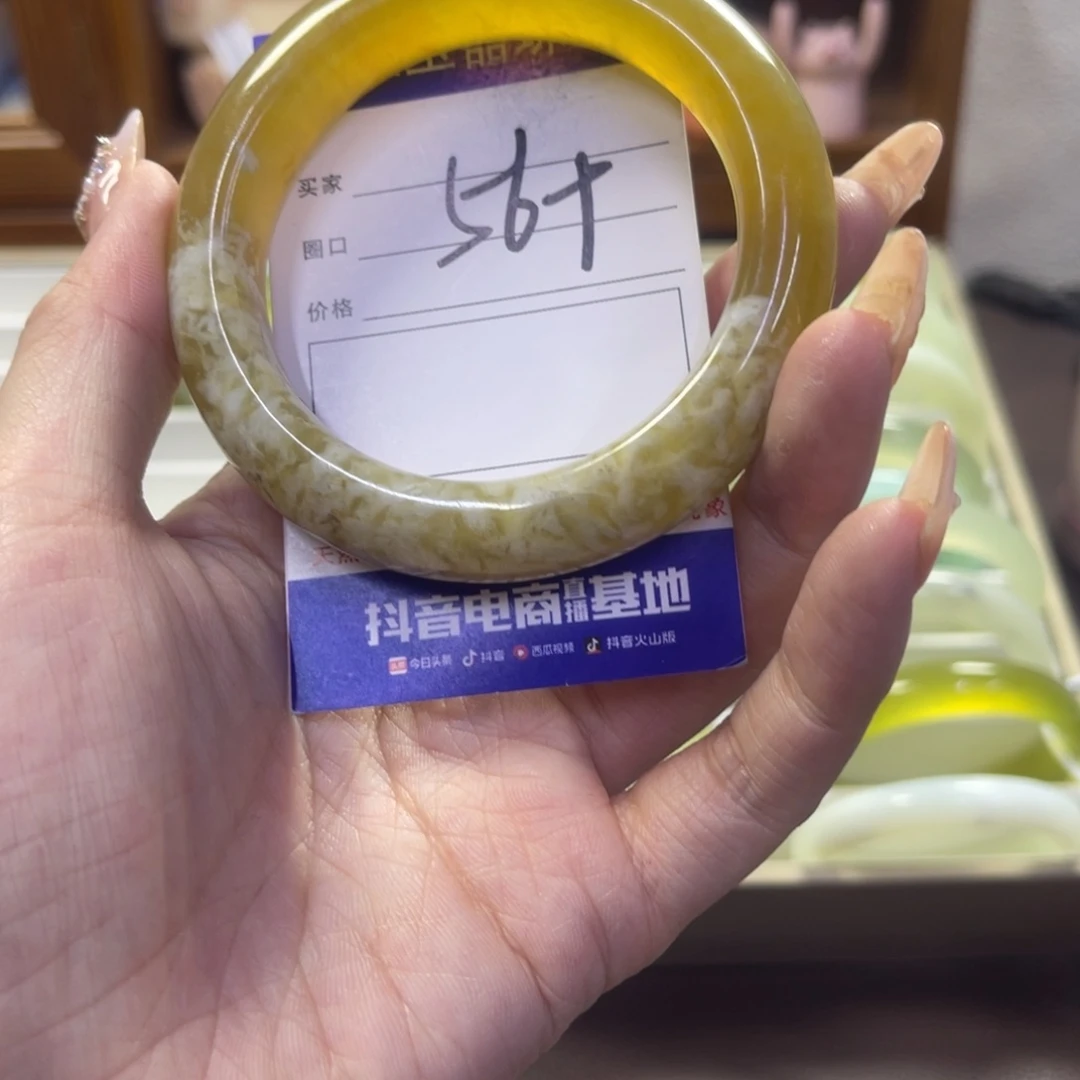 买家
56+
圈口
价格
抖音电商直播基地
今日头条 抖音 西瓜视频 抖音火山版